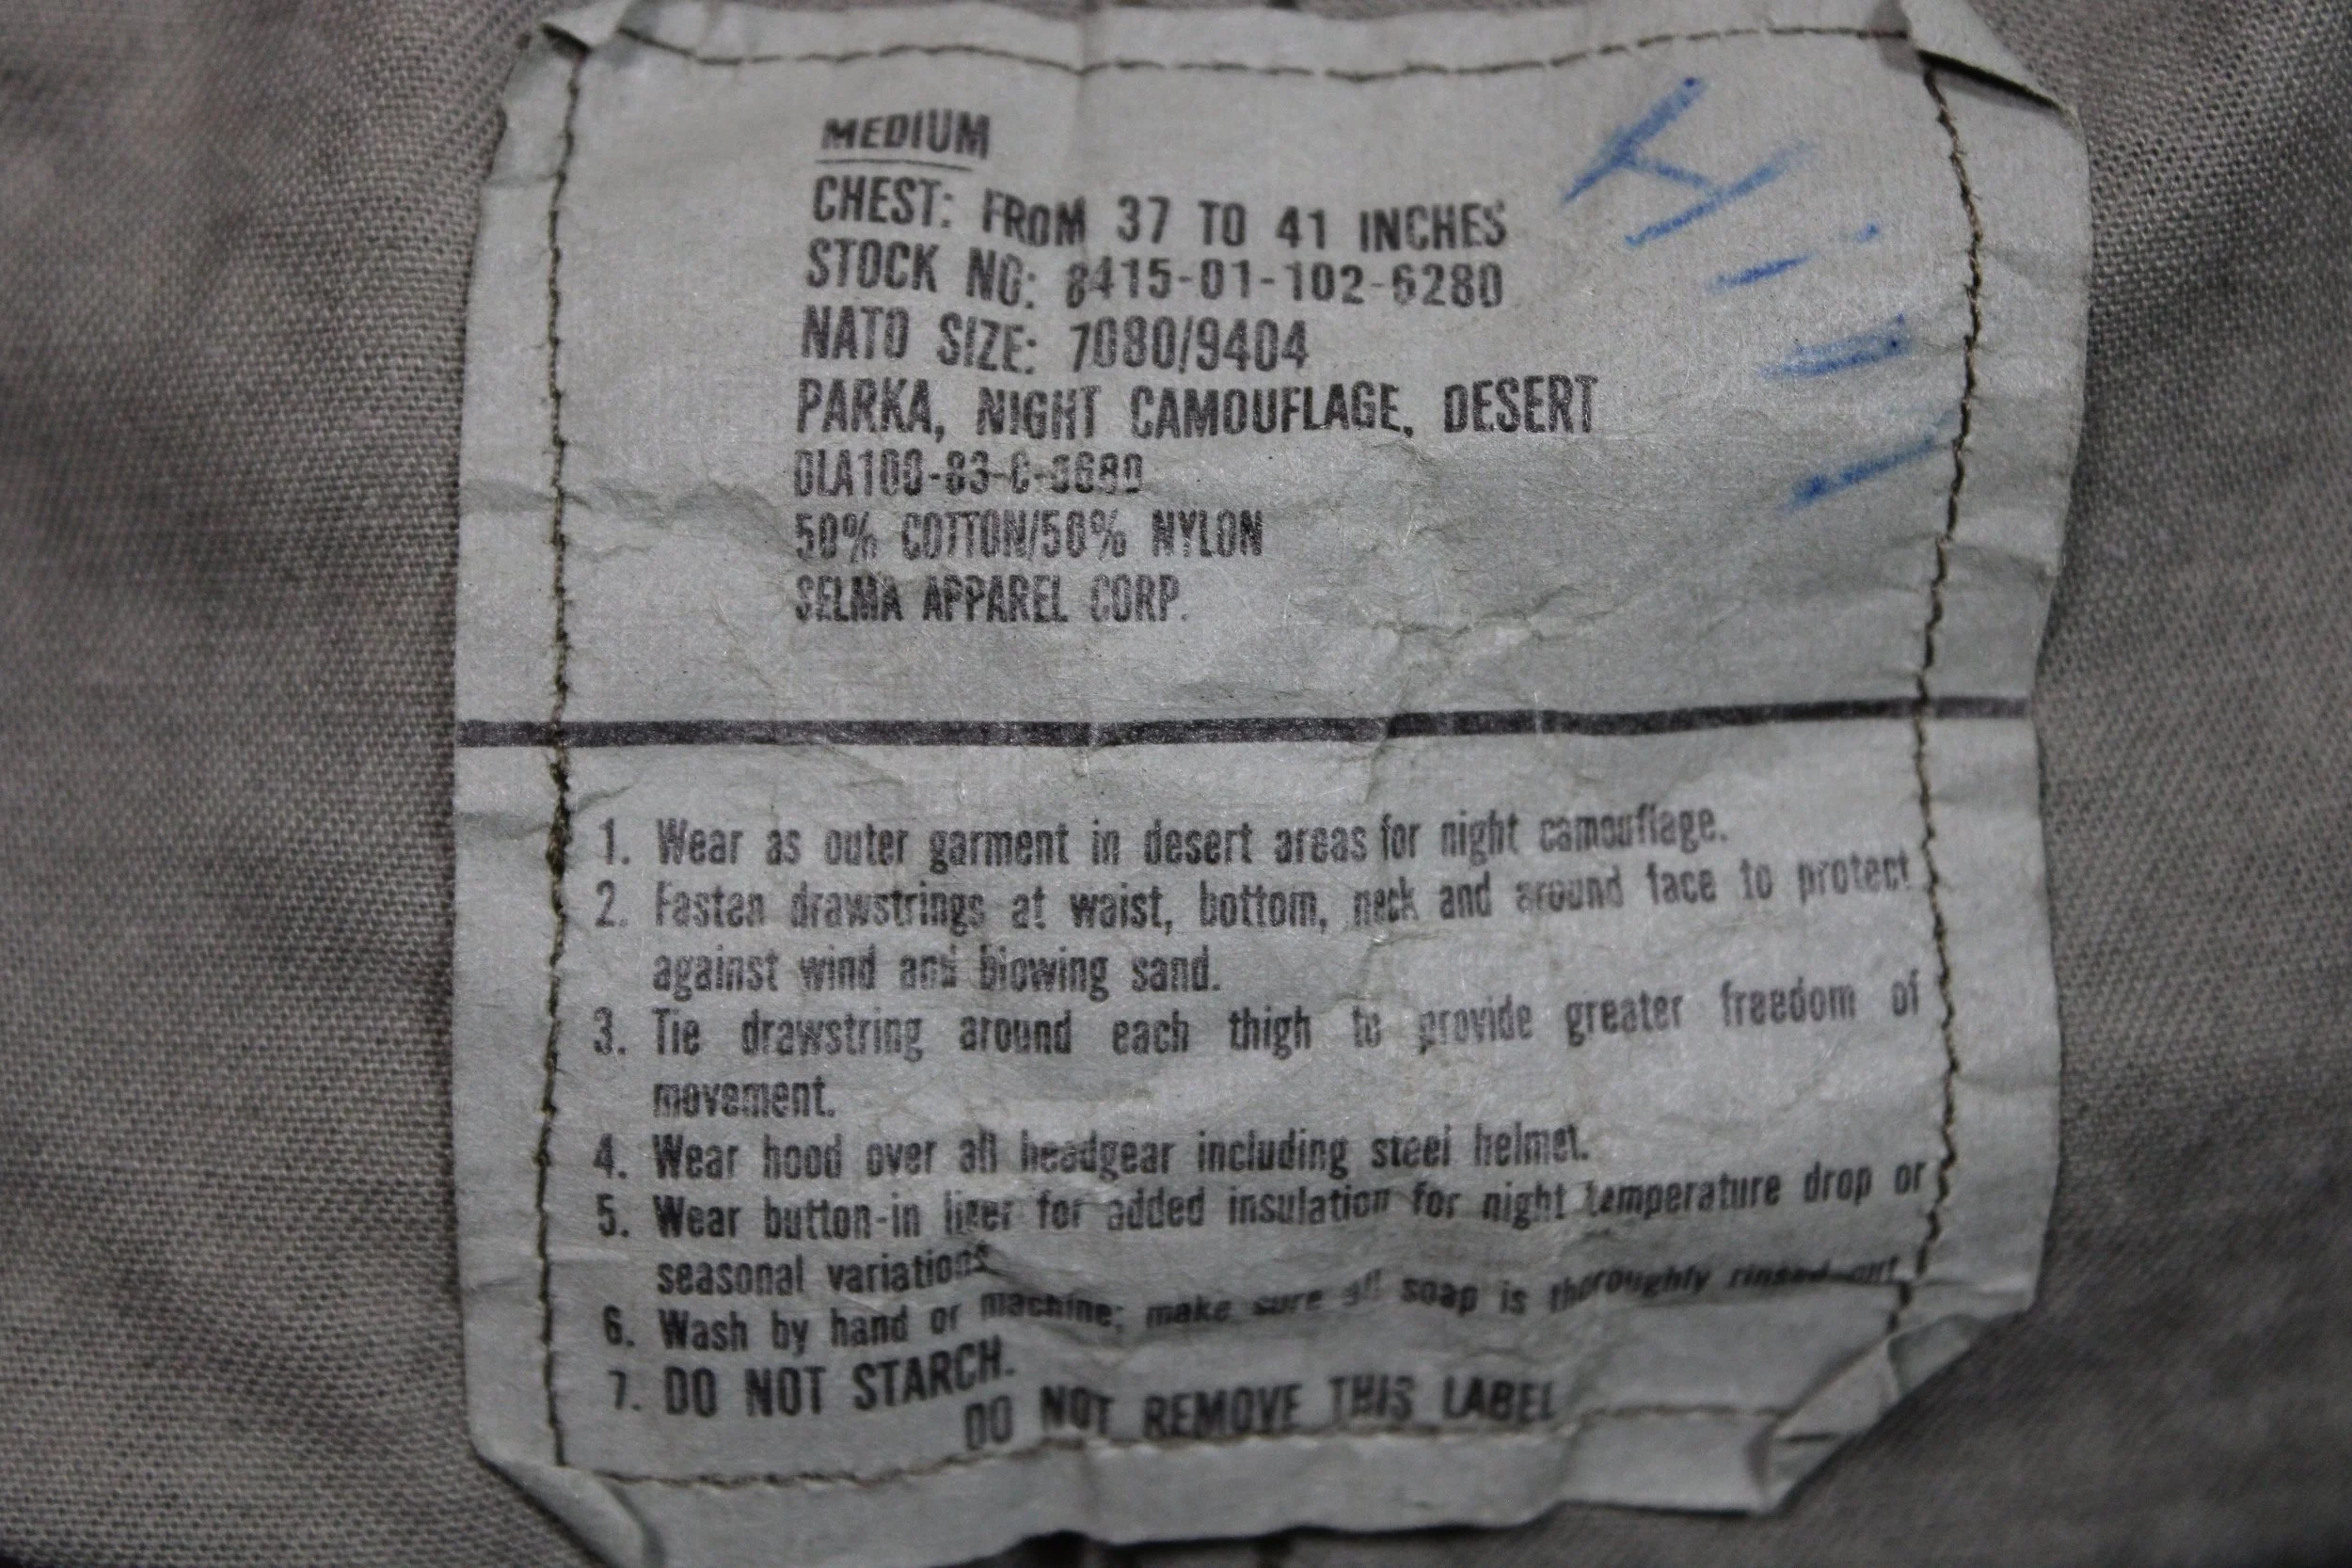 MEDIUM
CHEST: FROM 37 TO 41 INCHES
STOCK NO: 8415-01-102-6280
NATO SIZE: 7080/9404
PARKA, NIGHT CAMOUFLAGE, DESERT
50% COTTON/50% NYLON
SELMA APPAREL CORP.
1. Wear as outer garment in desert areas for night camouflage.
2. Fasten drawstrings at waist, bottom, neck and around face to protect
against wind and blowing sand.
3. Tie drawstring around each thigh to provide greater freedom of
movement.
4. Wear hood over all headgear including steel helmet.
5. Wear button-in liner for added insulation for night temperature drop or
seasonal variations.
6. Wash by hand or machine; make sure all soap is thoroughly rinsed out.
7. DO NOT STARCH.
DO NOT REMOVE THIS LABEL